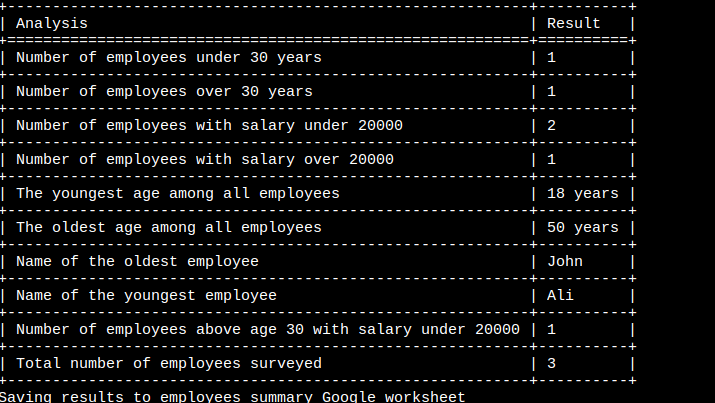 Analysis Result
Number of employees under 30 years 1
Number of employees over 30 years 1
Number of employees with salary under 20000 2
Number of employees with salary over 20000 1
The youngest age among all employees 18 years
The oldest age among all employees 50 years
Name of the oldest employee John
Name of the youngest employee Ali
Number of employees above age 30 with salary under 20000 1
Total number of employees surveyed 3
Saving results to employees summary Google worksheet